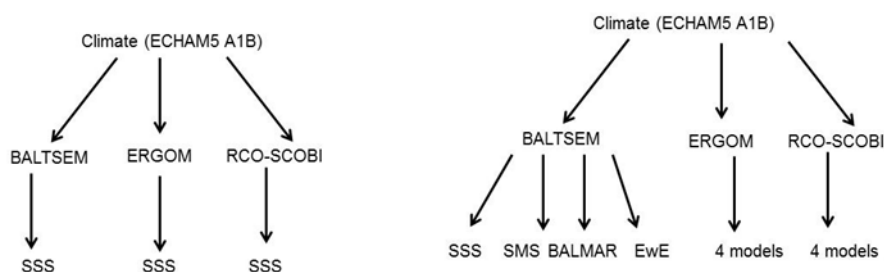 Climate (ECHAM5 A1B)
BALTSEM ERGOM RCO-SCOBI
SSS SSS SSS
Climate (ECHAM5 A1B)
BALTSEM ERGOM RCO-SCOBI
SSS SMS BALMAR EwE 4 models 4 models